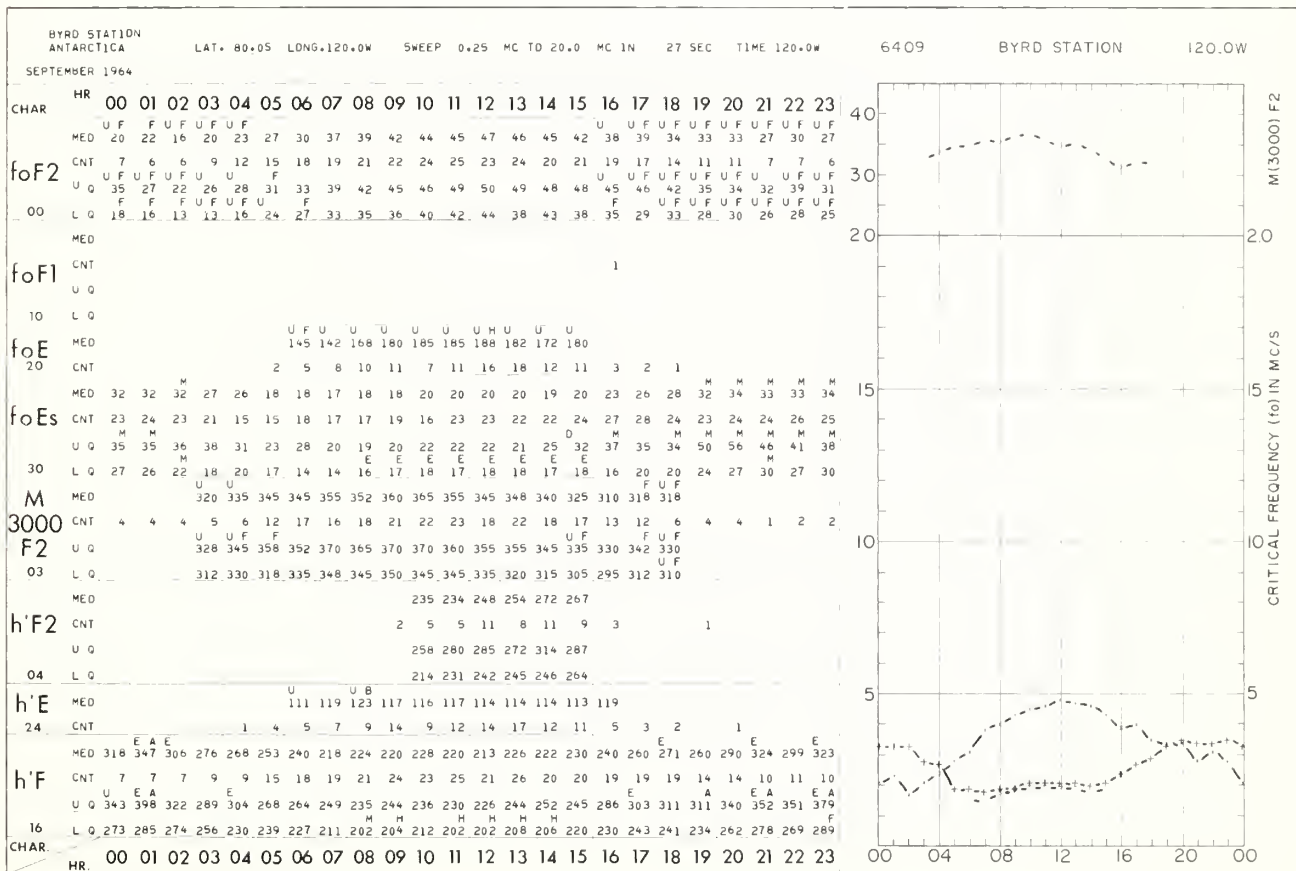 BYRD STATION
ANTARCTICA LAT. 80.0S LONG.120.0W SWEEP 0.25 MC TO 20.0 MC IN 27 SEC TIME 120.0W
SEPTEMBER 1964
CHAR HR 00 01 02 03 04 05 06 07 08 09 10 11 12 13 14 15 16 17 18 19 20 21 22 23
U F F U F U F U F U U F U F U F U F U F U F U F
MED 20 22 16 20 23 27 30 37 39 42 44 45 47 46 45 42 38 39 34 33 33 27 30 27
foF2 CNT 7 6 6 9 12 15 18 19 21 22 24 25 23 24 20 21 19 17 14 11 11 7 7 6
U F U F U F U F U F U U F U F U F U F U U F U F
U Q 35 27 22 26 28 31 33 39 42 45 46 49 50 49 48 48 45 46 42 35 34 32 39 31
F F F U F U F U F F U F U F U F U F U F U F
00 L Q 18 16 13 13 16 24 27 33 35 36 40 42 44 38 43 38 35 29 33 28 30 26 28 25
MED
foF1 CNT 1
U Q
10 L Q
U F U U U U U U H U U U
foE MED 145 142 168 180 185 185 188 182 172 180
20 CNT 2 5 8 10 11 7 11 16 18 12 11 3 2 1
M M M M M M
MED 32 32 32 27 26 18 18 17 18 18 20 20 20 20 19 20 23 26 28 32 34 33 33 34
foEs CNT 23 24 23 21 15 15 18 17 17 19 16 23 23 22 22 24 27 28 24 23 24 24 26 25
M M D M M M M M M M
U Q 35 35 36 38 31 23 28 20 19 20 22 22 22 21 25 32 37 35 34 50 56 46 41 38
M E E E E E E E E M
30 L Q 27 26 22 18 20 17 14 14 16 17 18 17 18 18 17 18 16 20 20 24 27 30 27 30
U U F U F
M MED 320 335 345 345 355 352 360 365 355 345 348 340 325 310 318 318
3000 CNT 4 4 4 5 6 12 17 16 18 21 22 23 18 22 18 17 13 12 6 4 4 1 2 2
U U F F U F F U F
F2 U Q 328 345 358 352 370 365 370 370 360 355 355 345 335 330 342 330
U F
03 L Q 312 330 318 335 348 345 350 345 345 335 320 315 305 295 312 310
MED 235 234 248 254 272 267
h'F2 CNT 2 5 5 11 8 11 9 3 1
U Q 258 280 285 272 314 287
04 L Q 214 231 242 245 246 264
U U B
h'E MED 111 119 123 117 116 117 114 114 114 113 119
24 CNT 1 4 5 7 9 14 9 12 14 17 12 11 5 3 2 1
E A E E E E
MED 318 347 306 276 268 253 240 218 224 220 228 220 213 226 222 230 240 260 271 260 290 324 299 323
h'F CNT 7 7 7 9 9 15 18 19 21 24 23 25 21 26 20 20 19 19 19 14 14 10 11 10
U E A E E A E A E A
U Q 343 398 322 289 304 268 264 249 235 244 236 230 226 244 252 245 286 303 311 311 340 352 351 379
M H H H H H F
16 L Q 273 285 274 256 230 239 227 211 202 204 212 202 202 208 206 220 230 243 241 234 262 278 269 289
CHAR. HR. 00 01 02 03 04 05 06 07 08 09 10 11 12 13 14 15 16 17 18 19 20 21 22 23
6409 BYRD STATION 120.0W
4.0
3.0
2.0 2.0
15 15
10 10
5 5
00 04 08 12 16 20 00
M(3000) F2
CRITICAL FREQUENCY (fo) IN MC/S